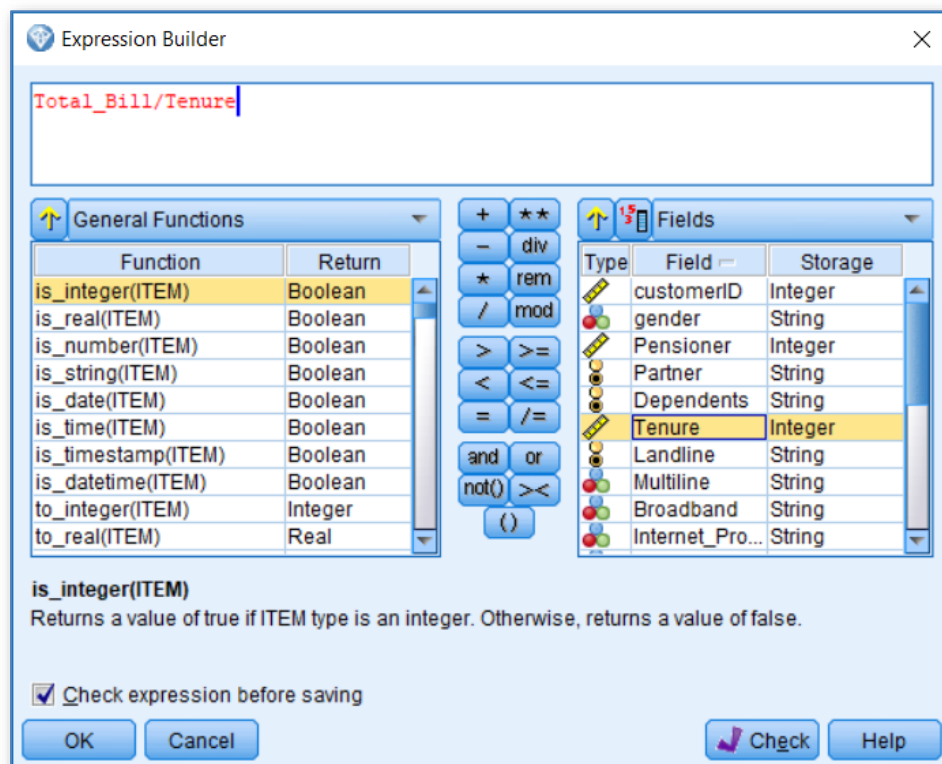 Expression Builder
Total_Bill/Tenure
General Functions
Function Return
is_integer(ITEM) Boolean
is_real(ITEM) Boolean
is_number(ITEM) Boolean
is_string(ITEM) Boolean
is_date(ITEM) Boolean
is_time(ITEM) Boolean
is_timestamp(ITEM) Boolean
is_datetime(ITEM) Boolean
to_integer(ITEM) Integer
to_real(ITEM) Real
+ **
- div
* rem
/ mod
> >=
< <=
= /=
and or
not() ><
()
Fields
Type Field Storage
customerID Integer
gender String
Pensioner Integer
Partner String
Dependents String
Tenure Integer
Landline String
Multiline String
Broadband String
Internet_Pro... String
is_integer(ITEM)
Returns a value of true if ITEM type is an integer. Otherwise, returns a value of false.
Check expression before saving
OK Cancel Check Help